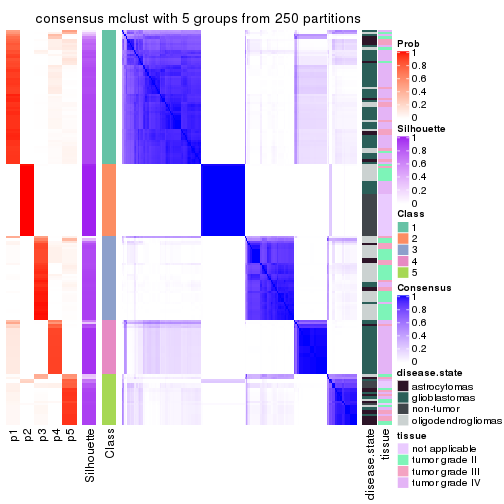 consensus mclust with 5 groups from 250 partitions
Prob
1
0.8
0.6
0.4
0.2
0
Silhouette
1
0.8
0.6
0.4
0.2
0
Class
1
2
3
4
5
Consensus
1
0.8
0.6
0.4
0.2
0
disease.state
astrocytomas
glioblastomas
non-tumor
oligodendrogliomas
tissue
not applicable
tumor grade II
tumor grade III
tumor grade IV
p1
p2
p3
p4
p5
Silhouette
Class
disease.state
tissue